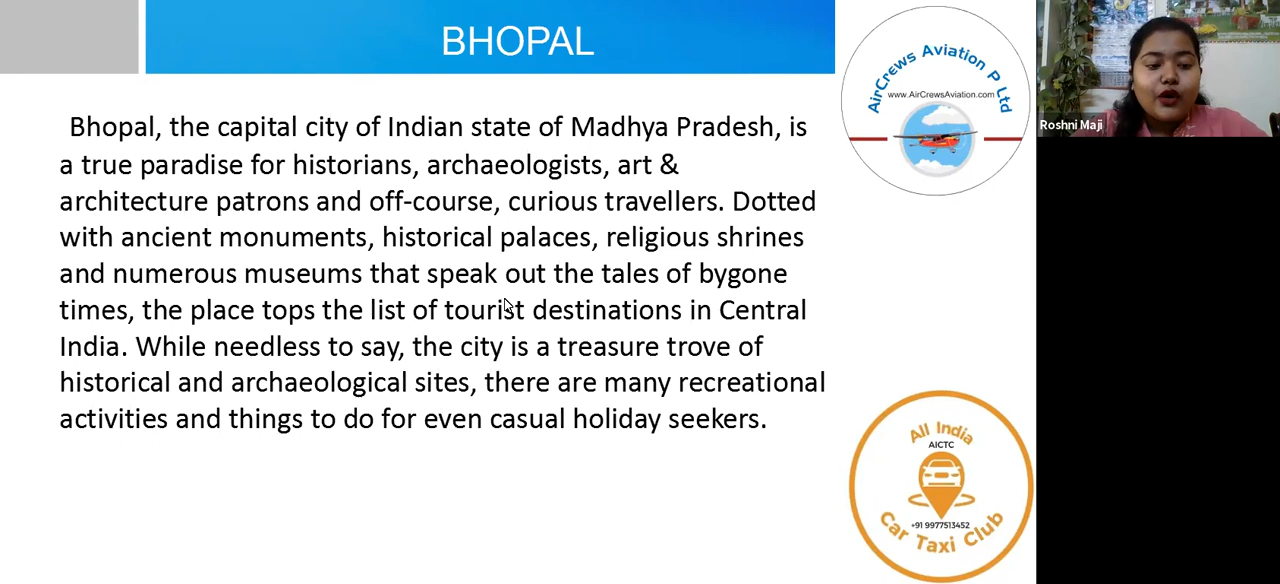 BHOPAL
Bhopal, the capital city of Indian state of Madhya Pradesh, is
a true paradise for historians, archaeologists, art &
architecture patrons and off-course, curious travellers. Dotted
with ancient monuments, historical palaces, religious shrines
and numerous museums that speak out the tales of bygone
times, the place tops the list of tourist destinations in Central
India. While needless to say, the city is a treasure trove of
historical and archaeological sites, there are many recreational
activities and things to do for even casual holiday seekers.
AirCrews Aviation P Ltd
www.AirCrewsAviation.com
All India
AICTC
+91 9977513452
Car Taxi Club
Roshni Maji